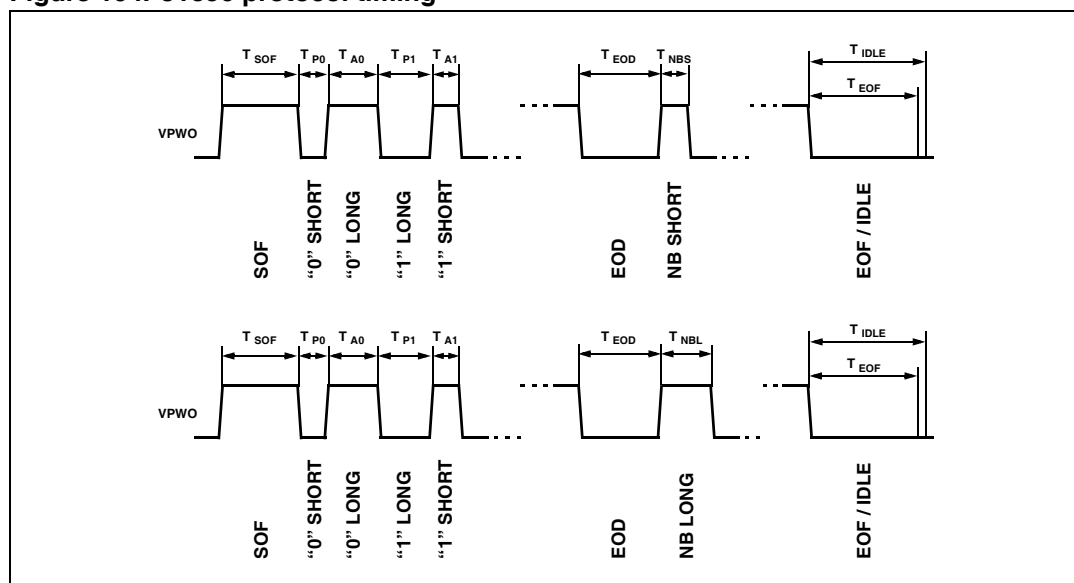 Figure protocol timing
T SOF T P0 T A0 T P1 T A1 T EOD T NBS T IDLE
T EOF
VPWO
SOF
“0” SHORT
“0” LONG
“1” LONG
“1” SHORT
EOD
NB SHORT
EOF / IDLE
T SOF T P0 T A0 T P1 T A1 T EOD T NBL T IDLE
T EOF
VPWO
SOF
“0” SHORT
“0” LONG
“1” LONG
“1” SHORT
EOD
NB LONG
EOF / IDLE